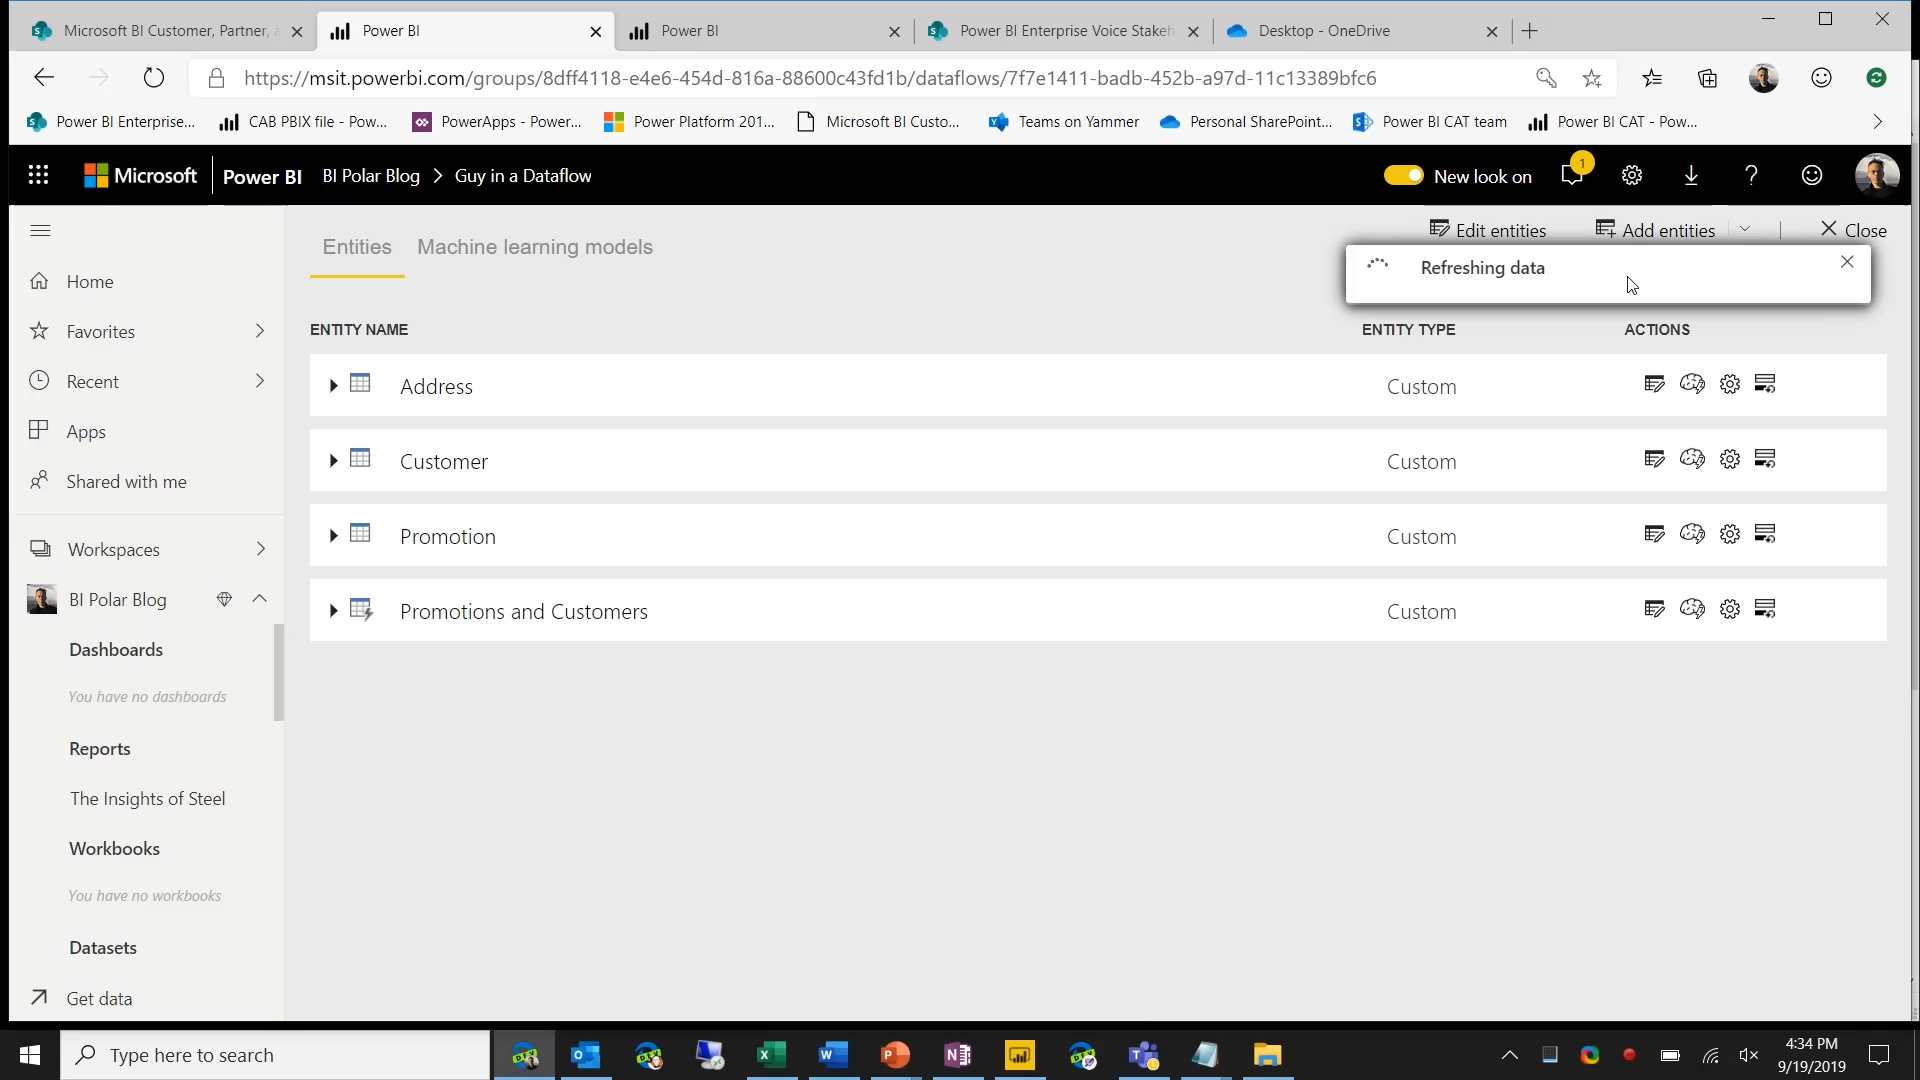 Microsoft BI Customer, Partner, a
Power BI
Power BI
Power BI Enterprise Voice Stakeh
Desktop - OneDrive
https://msit.powerbi.com/groups/8dff4118-e4e6-454d-816a-88600c43fd1b/dataflows/7f7e1411-badb-452b-a97d-11c13389bfc6
Power BI Enterprise...
CAB PBIX file - Pow...
PowerApps - Power...
Power Platform 201...
Microsoft BI Custo...
Teams on Yammer
Personal SharePoint...
Power BI CAT team
Power BI CAT - Pow...
Microsoft
Power BI
BI Polar Blog > Guy in a Dataflow
New look on
1
Home
Favorites
Recent
Apps
Shared with me
Workspaces
BI Polar Blog
Dashboards
You have no dashboards
Reports
The Insights of Steel
Workbooks
You have no workbooks
Datasets
Get data
Entities
Machine learning models
Edit entities
Add entities
Close
Refreshing data
ENTITY NAME
ENTITY TYPE
ACTIONS
Address
Custom
Customer
Custom
Promotion
Custom
Promotions and Customers
Custom
Type here to search
4:34 PM
9/19/2019